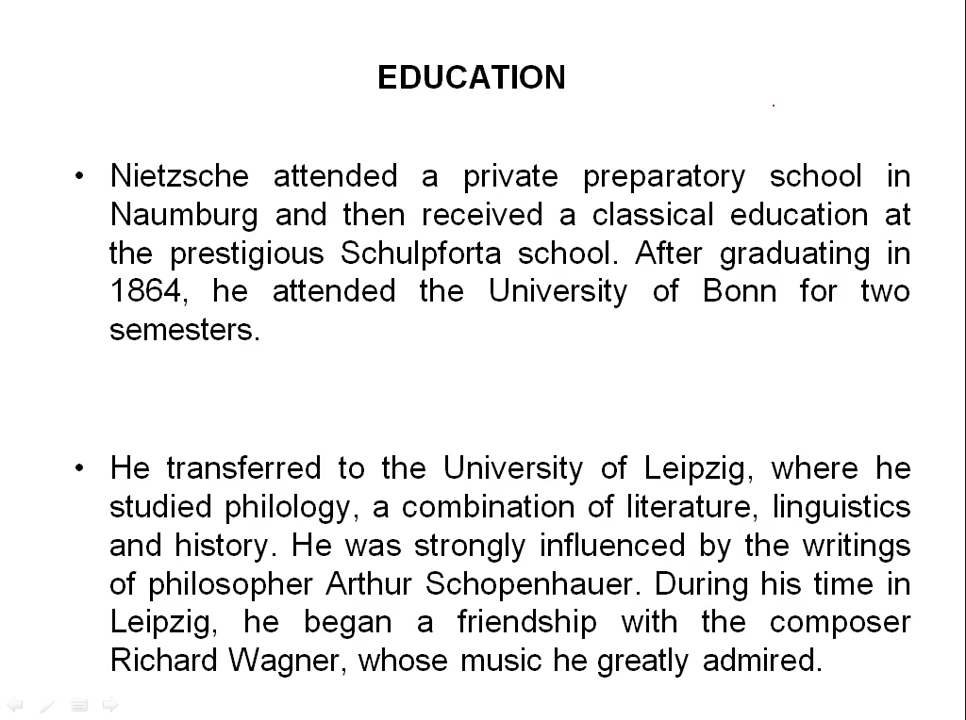 EDUCATION
• Nietzsche attended a private preparatory school in
Naumburg and then received a classical education at
the prestigious Schulpforta school. After graduating in
1864, he attended the University of Bonn for two
semesters.
• He transferred to the University of Leipzig, where he
studied philology, a combination of literature, linguistics
and history. He was strongly influenced by the writings
of philosopher Arthur Schopenhauer. During his time in
Leipzig, he began a friendship with the composer
Richard Wagner, whose music he greatly admired.